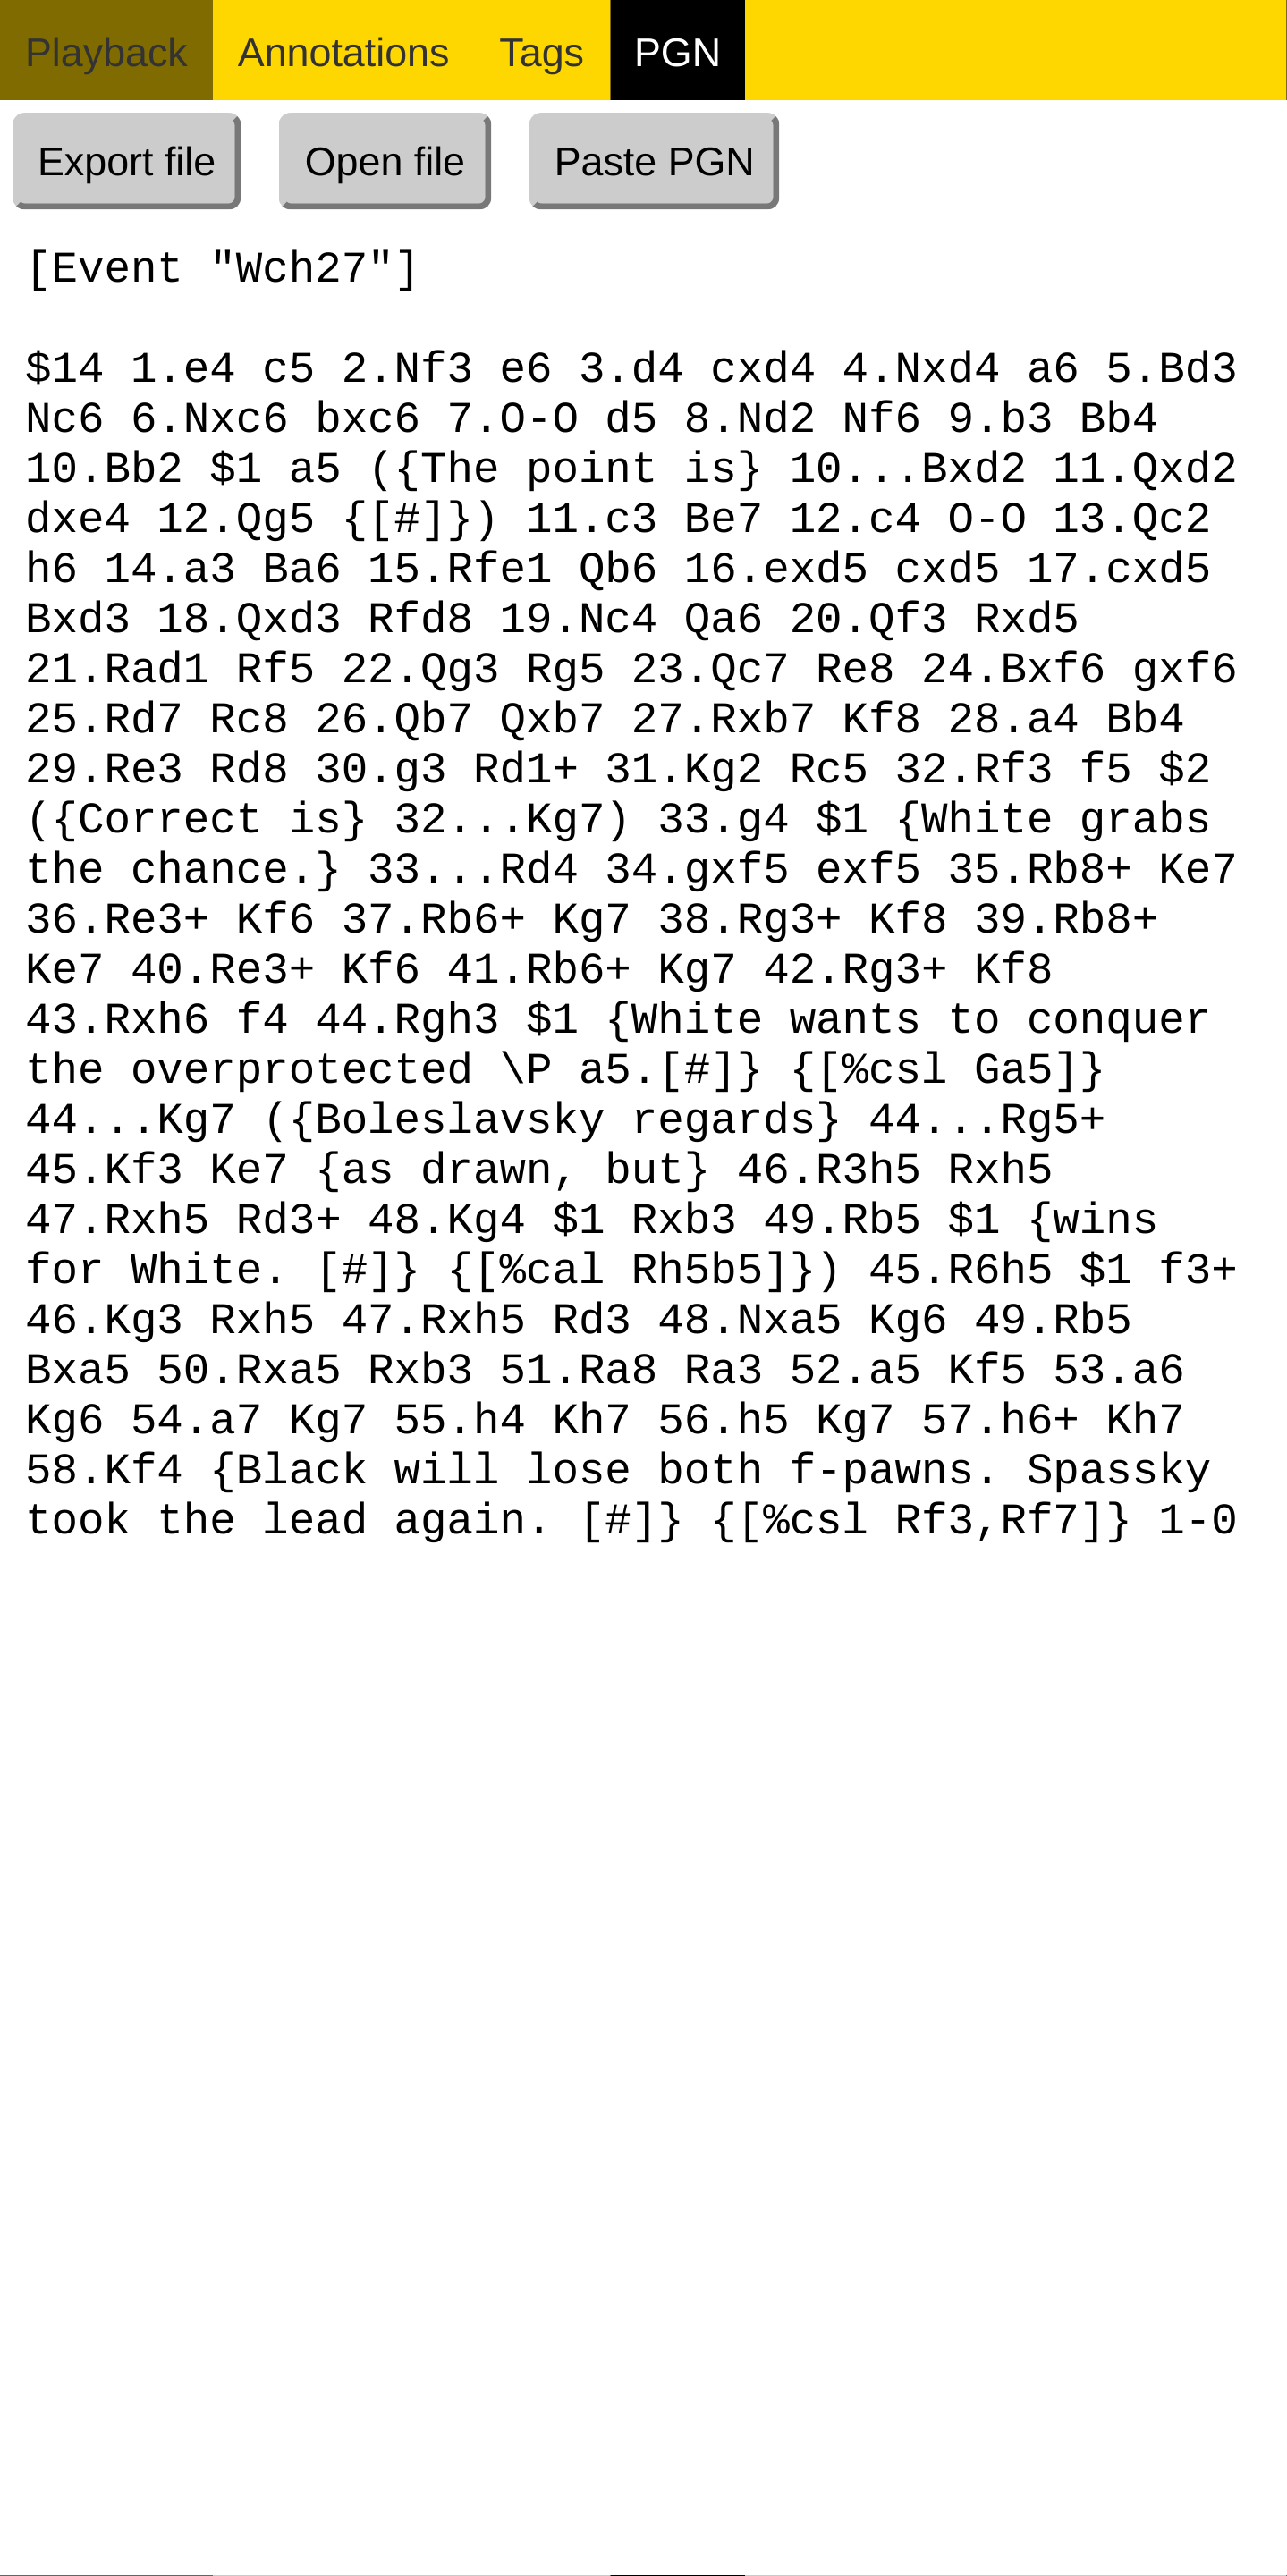 Playback Annotations Tags PGN
Export file Open file Paste PGN
[Event "Wch27"]
$14 1.e4 c5 2.Nf3 e6 3.d4 cxd4 4.Nxd4 a6 5.Bd3
Nc6 6.Nxc6 bxc6 7.O-O d5 8.Nd2 Nf6 9.b3 Bb4
10.Bb2 $1 a5 ({The point is} 10...Bxd2 11.Qxd2
dxe4 12.Qg5 {[#]}) 11.c3 Be7 12.c4 O-O 13.Qc2
h6 14.a3 Ba6 15.Rfe1 Qb6 16.exd5 cxd5 17.cxd5
Bxd3 18.Qxd3 Rfd8 19.Nc4 Qa6 20.Qf3 Rxd5
21.Rad1 Rf5 22.Qg3 Rg5 23.Qc7 Re8 24.Bxf6 gxf6
25.Rd7 Rc8 26.Qb7 Qxb7 27.Rxb7 Kf8 28.a4 Bb4
29.Re3 Rd8 30.g3 Rd1+ 31.Kg2 Rc5 32.Rf3 f5 $2
({Correct is} 32...Kg7) 33.g4 $1 {White grabs
the chance.} 33...Rd4 34.gxf5 exf5 35.Rb8+ Ke7
36.Re3+ Kf6 37.Rb6+ Kg7 38.Rg3+ Kf8 39.Rb8+
Ke7 40.Re3+ Kf6 41.Rb6+ Kg7 42.Rg3+ Kf8
43.Rxh6 f4 44.Rgh3 $1 {White wants to conquer
the overprotected \P a5.[#]} {[%csl Ga5]}
44...Kg7 ({Boleslavsky regards} 44...Rg5+
45.Kf3 Ke7 {as drawn, but} 46.R3h5 Rxh5
47.Rxh5 Rd3+ 48.Kg4 $1 Rxb3 49.Rb5 $1 {wins
for White. [#]} {[%cal Rh5b5]}) 45.R6h5 $1 f3+
46.Kg3 Rxh5 47.Rxh5 Rd3 48.Nxa5 Kg6 49.Rb5
Bxa5 50.Rxa5 Rxb3 51.Ra8 Ra3 52.a5 Kf5 53.a6
Kg6 54.a7 Kg7 55.h4 Kh7 56.h5 Kg7 57.h6+ Kh7
58.Kf4 {Black will lose both f-pawns. Spassky
took the lead again. [#]} {[%csl Rf3,Rf7]} 1-0